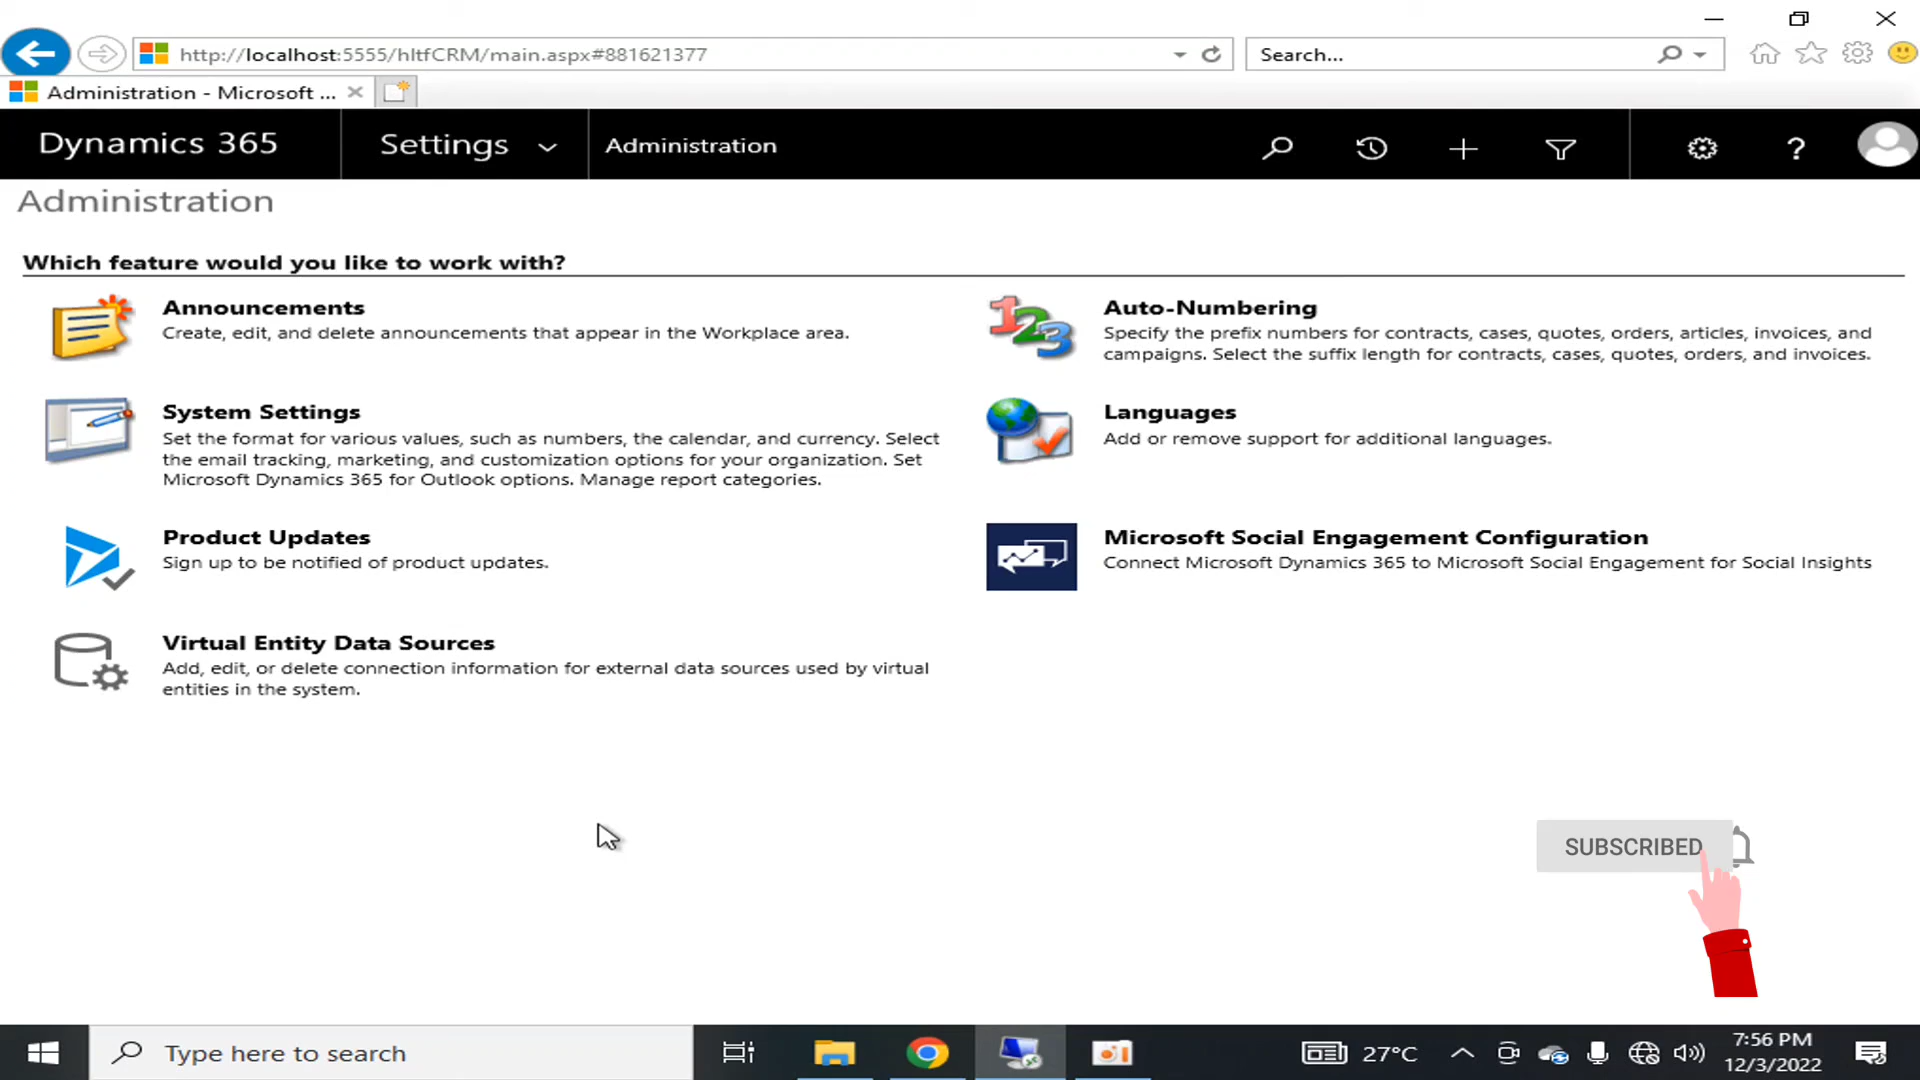 http://localhost:5555/hltfCRM/main.aspx#881621377
Search...
Administration - Microsoft ...
Dynamics 365
Settings
Administration
?
Administration
Which feature would you like to work with?
Announcements
Create, edit, and delete announcements that appear in the Workplace area.
Auto-Numbering
Specify the prefix numbers for contracts, cases, quotes, orders, articles, invoices, and
campaigns. Select the suffix length for contracts, cases, quotes, orders, and invoices.
System Settings
Set the format for various values, such as numbers, the calendar, and currency. Select
the email tracking, marketing, and customization options for your organization. Set
Microsoft Dynamics 365 for Outlook options. Manage report categories.
Languages
Add or remove support for additional languages.
Product Updates
Sign up to be notified of product updates.
Microsoft Social Engagement Configuration
Connect Microsoft Dynamics 365 to Microsoft Social Engagement for Social Insights
Virtual Entity Data Sources
Add, edit, or delete connection information for external data sources used by virtual
entities in the system.
SUBSCRIBED
Type here to search
27°C
7:56 PM
12/3/2022